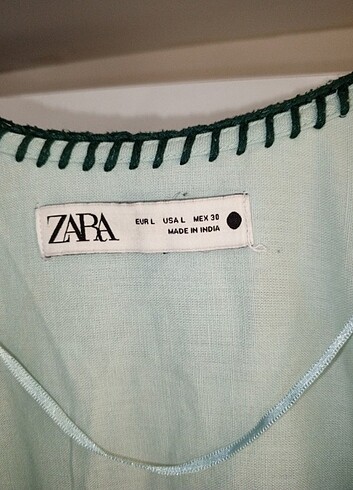 ZARA
EUR L USA L MEX 30
MADE IN INDIA